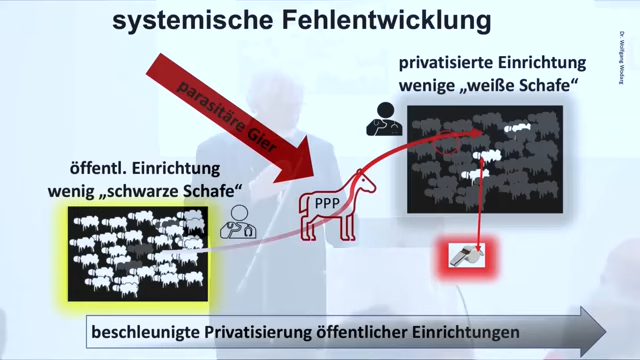 systemische Fehlentwicklung
Dr. Wolfgang Wodarg
privatisierte Einrichtung
wenige „weiße Schafe“
parasitäre Gier
öffentl. Einrichtung
wenig „schwarze Schafe“
PPP
beschleunigte Privatisierung öffentlicher Einrichtungen